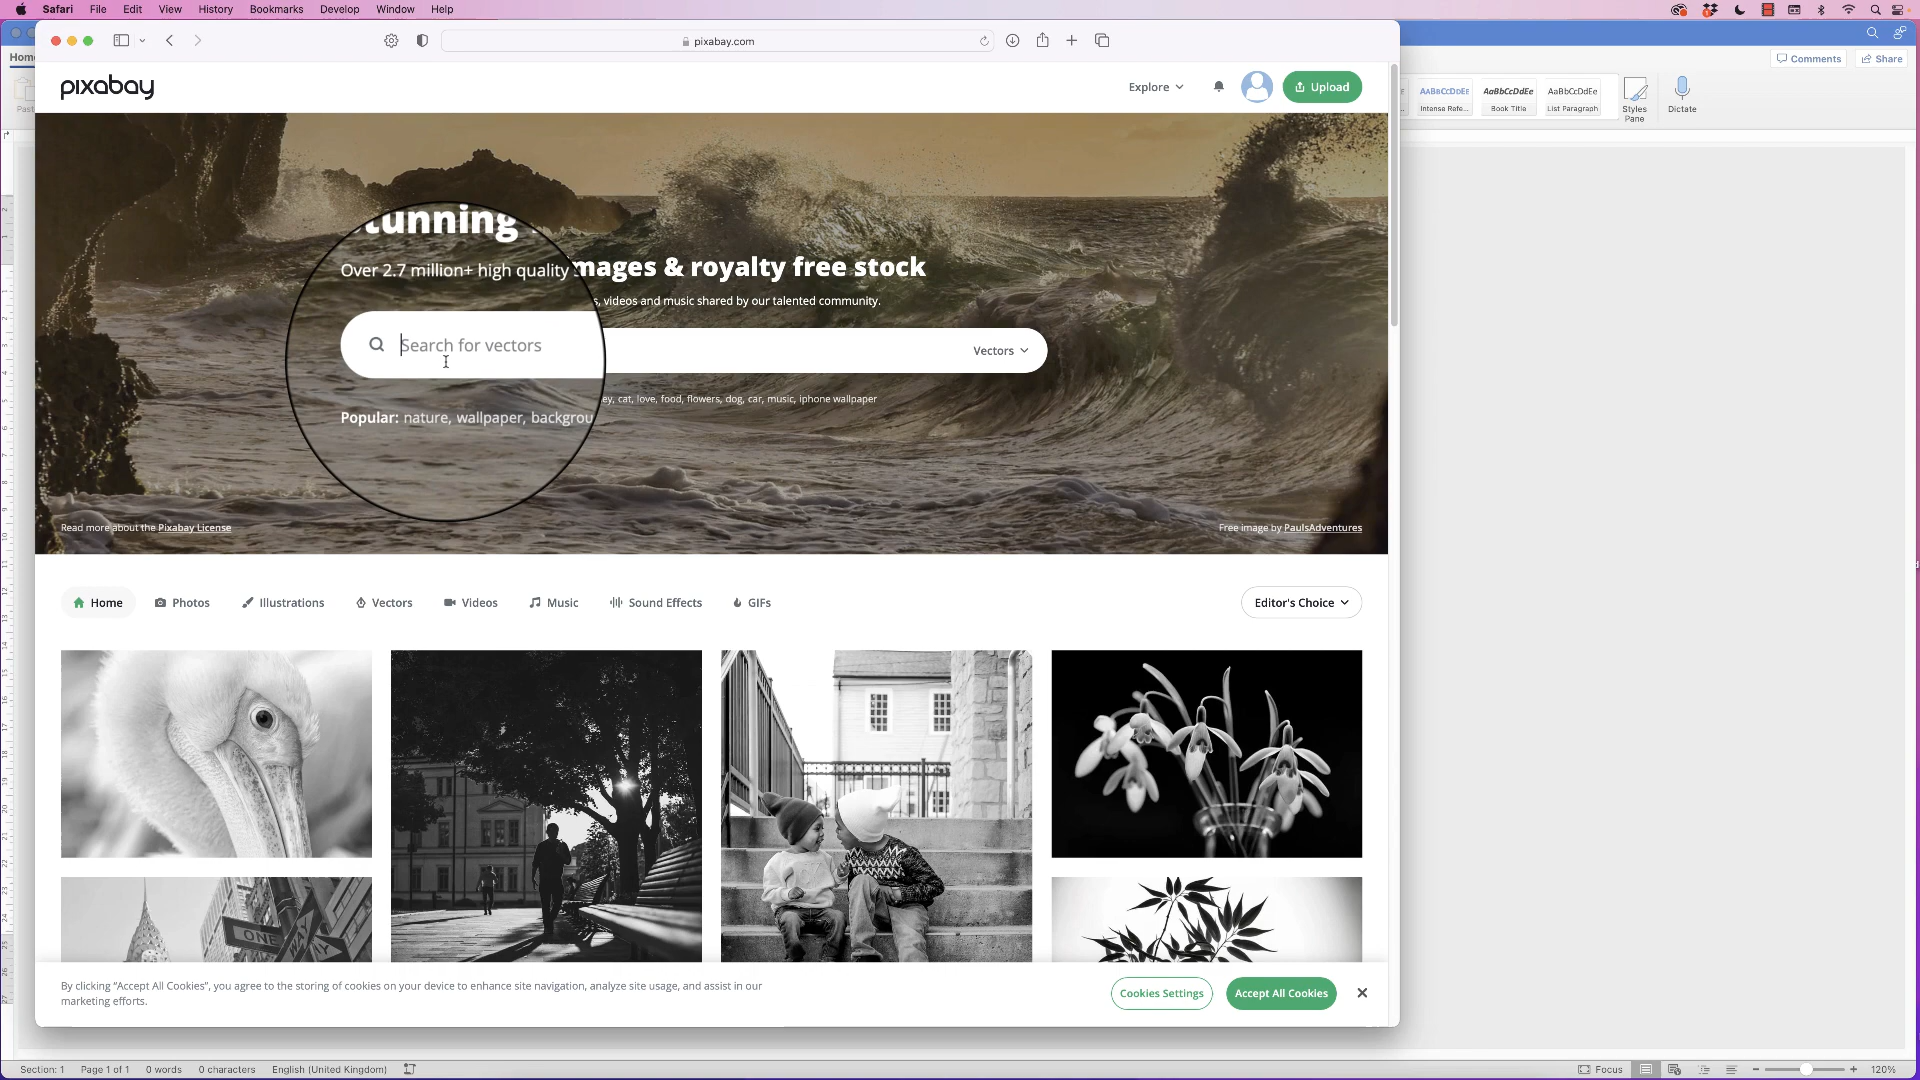 Safari File Edit View History Bookmarks Develop Window Help
Home
Comments Share
pixabay.com
AaBbCcDdEe AaBbCcDdEe AaBbCcDdEe
Intense Refe... Book Title List Paragraph
Styles
Pane
Dictate
pixabay
Explore
Upload
tunning
mages & royalty free stock
Over 2.7 million+ high quality
s, videos and music shared by our talented community.
Search for vectors
Vectors
Popular: nature, wallpaper, backgrou
ey, cat, love, food, flowers, dog, car, music, iphone wallpaper
Read more about the Pixabay License
Free image by PaulsAdventures
Home Photos Illustrations Vectors Videos Music Sound Effects GIFs
Editor's Choice
ONE WAY
By clicking “Accept All Cookies”, you agree to the storing of cookies on your device to enhance site navigation, analyze site usage, and assist in our
marketing efforts.
Cookies Settings
Accept All Cookies
Section: 1 Page 1 of 1 0 words 0 characters English (United Kingdom)
Focus
120%